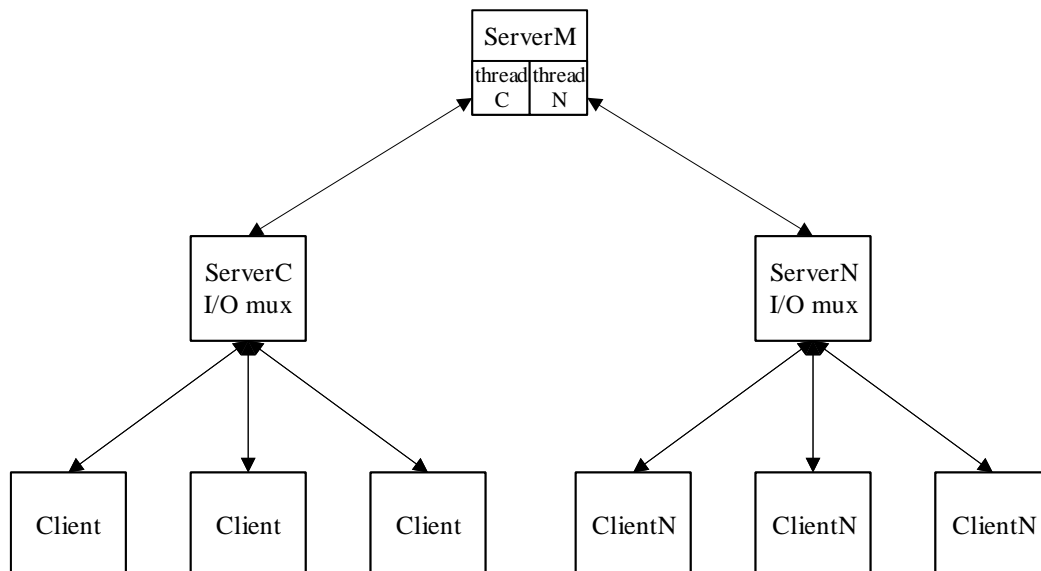 ServerM
thread thread
C N
ServerC
I/O mux
ServerN
I/O mux
Client
Client
Client
ClientN
ClientN
ClientN